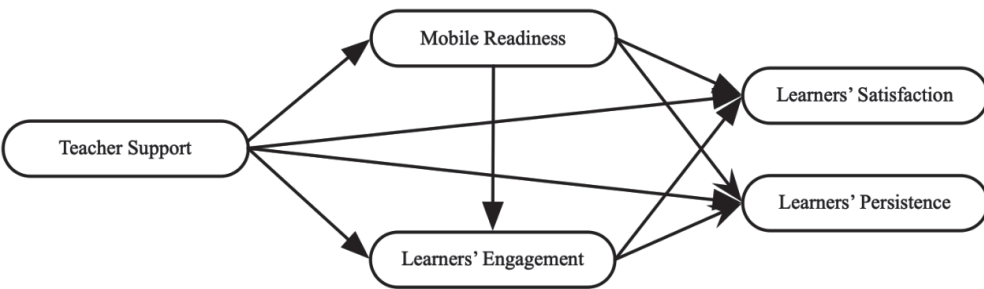 Mobile Readiness
Learners’ Satisfaction
Teacher Support
Learners’ Persistence
Learners’ Engagement